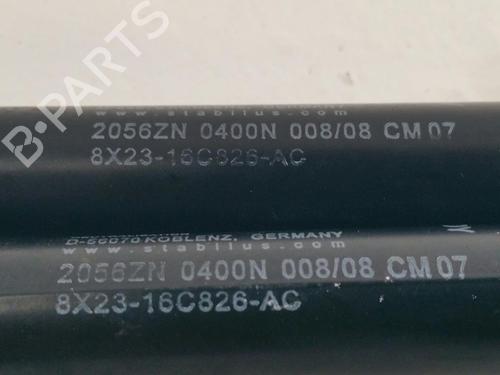 www.stabilus.com
2056ZN 0400N 008/08 CM07
8X23-16C826-AC
D-56070 KOBLENZ, GERMANY
www.stabilus.com
2056ZN 0400N 008/08 CM07
8X23-16C826-AC
B PARTS